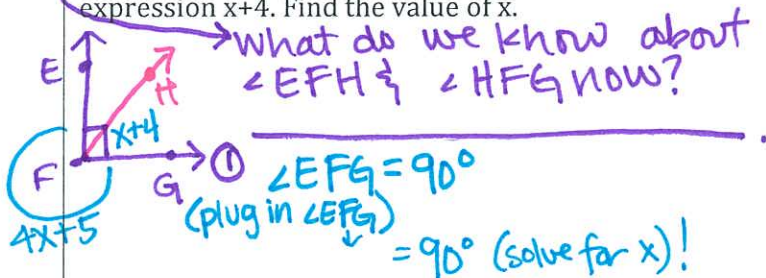 expression x+4. Find the value of x.
What do we know about
∠EFH & ∠HFG now?
E
H
x+4
F
G
① ∠EFG = 90°
(plug in ∠EFG)
4x+5
= 90° (solve for x)!